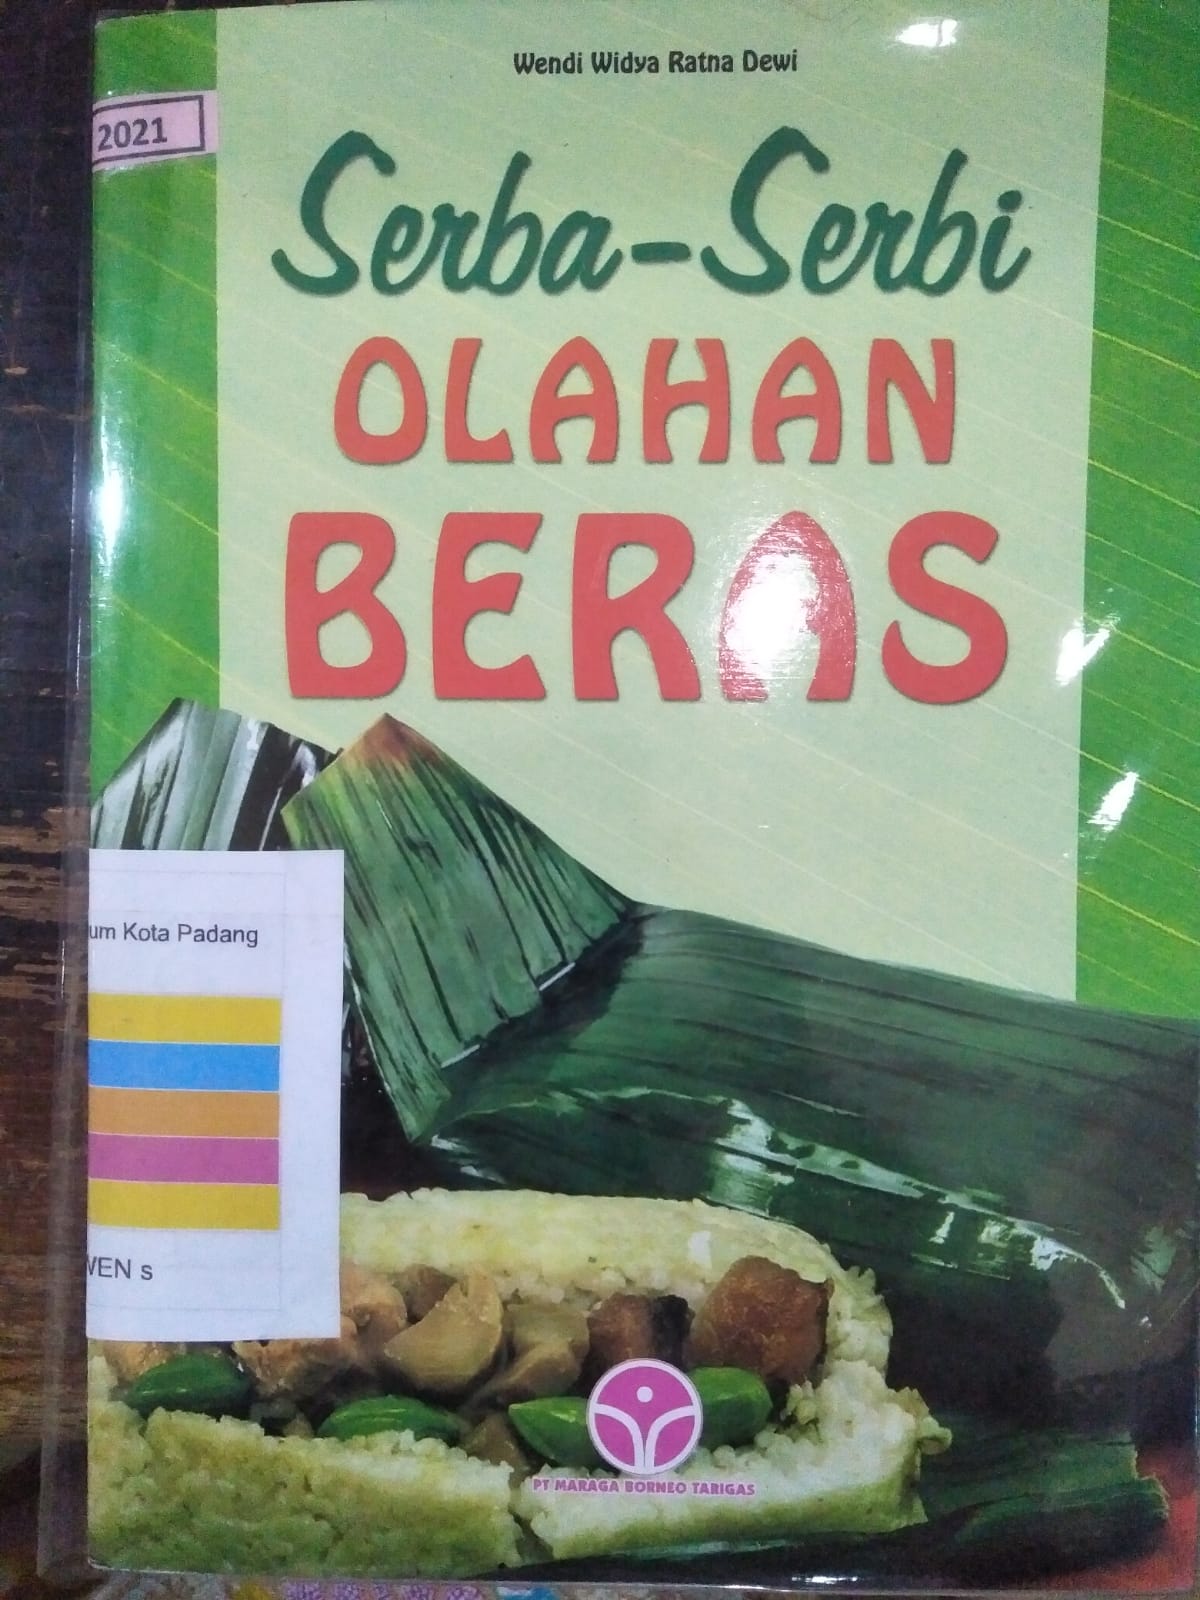 Wendi Widya Ratna Dewi
2021
Serba-Serbi
OLAHAN
BERAS
um Kota Padang
WEN s
PT MARAGA BORNEO TARIGAS